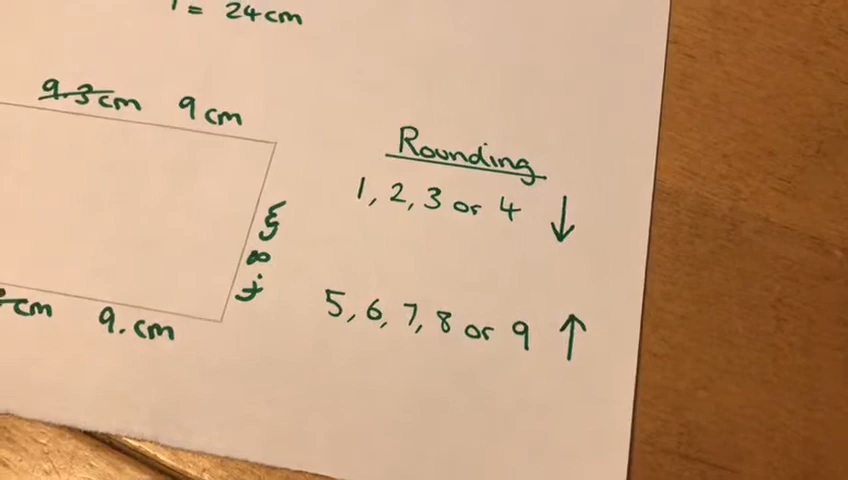 = 24cm
9.3cm 9cm
Rounding
1, 2, 3 or 4 ↓
cm 9.cm
5, 6, 7, 8 or 9 ↑